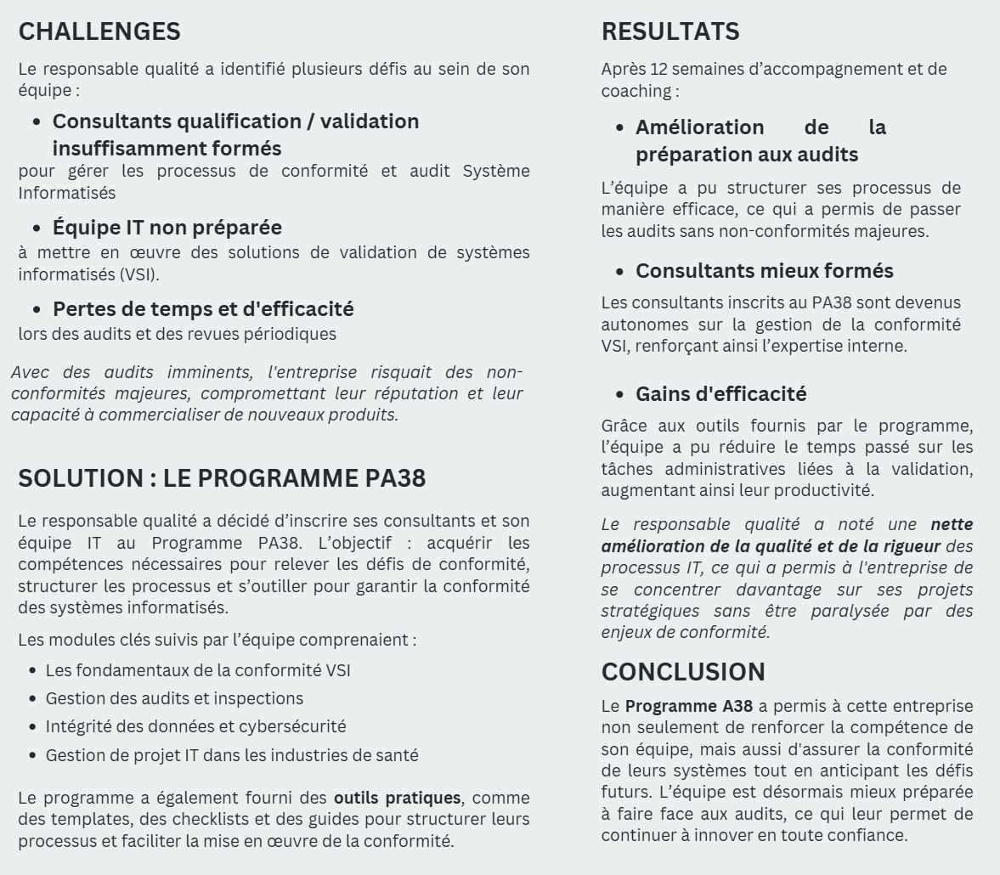 CHALLENGES
Le responsable qualité a identifié plusieurs défis au sein de son
équipe :
• Consultants qualification / validation
insuffisamment formés
pour gérer les processus de conformité et audit Système
Informatisés
• Équipe IT non préparée
à mettre en œuvre des solutions de validation de systèmes
informatisés (VSI).
• Pertes de temps et d'efficacité
lors des audits et des revues périodiques
Avec des audits imminents, l'entreprise risquait des non-
conformités majeures, compromettant leur réputation et leur
capacité à commercialiser de nouveaux produits.
SOLUTION : LE PROGRAMME PA38
Le responsable qualité a décidé d’inscrire ses consultants et son
équipe IT au Programme PA38. L’objectif : acquérir les
compétences nécessaires pour relever les défis de conformité,
structurer les processus et s’outiller pour garantir la conformité
des systèmes informatisés.
Les modules clés suivis par l’équipe comprenaient :
• Les fondamentaux de la conformité VSI
• Gestion des audits et inspections
• Intégrité des données et cybersécurité
• Gestion de projet IT dans les industries de santé
Le programme a également fourni des outils pratiques, comme
des templates, des checklists et des guides pour structurer leurs
processus et faciliter la mise en œuvre de la conformité.
RESULTATS
Après 12 semaines d’accompagnement et de
coaching :
• Amélioration de la
préparation aux audits
L’équipe a pu structurer ses processus de
manière efficace, ce qui a permis de passer
les audits sans non-conformités majeures.
• Consultants mieux formés
Les consultants inscrits au PA38 sont devenus
autonomes sur la gestion de la conformité
VSI, renforçant ainsi l’expertise interne.
• Gains d'efficacité
Grâce aux outils fournis par le programme,
l’équipe a pu réduire le temps passé sur les
tâches administratives liées à la validation,
augmentant ainsi leur productivité.
Le responsable qualité a noté une nette
amélioration de la qualité et de la rigueur des
processus IT, ce qui a permis à l'entreprise de
se concentrer davantage sur ses projets
stratégiques sans être paralysée par des
enjeux de conformité.
CONCLUSION
Le Programme A38 a permis à cette entreprise
non seulement de renforcer la compétence de
son équipe, mais aussi d'assurer la conformité
de leurs systèmes tout en anticipant les défis
futurs. L’équipe est désormais mieux préparée
à faire face aux audits, ce qui leur permet de
continuer à innover en toute confiance.